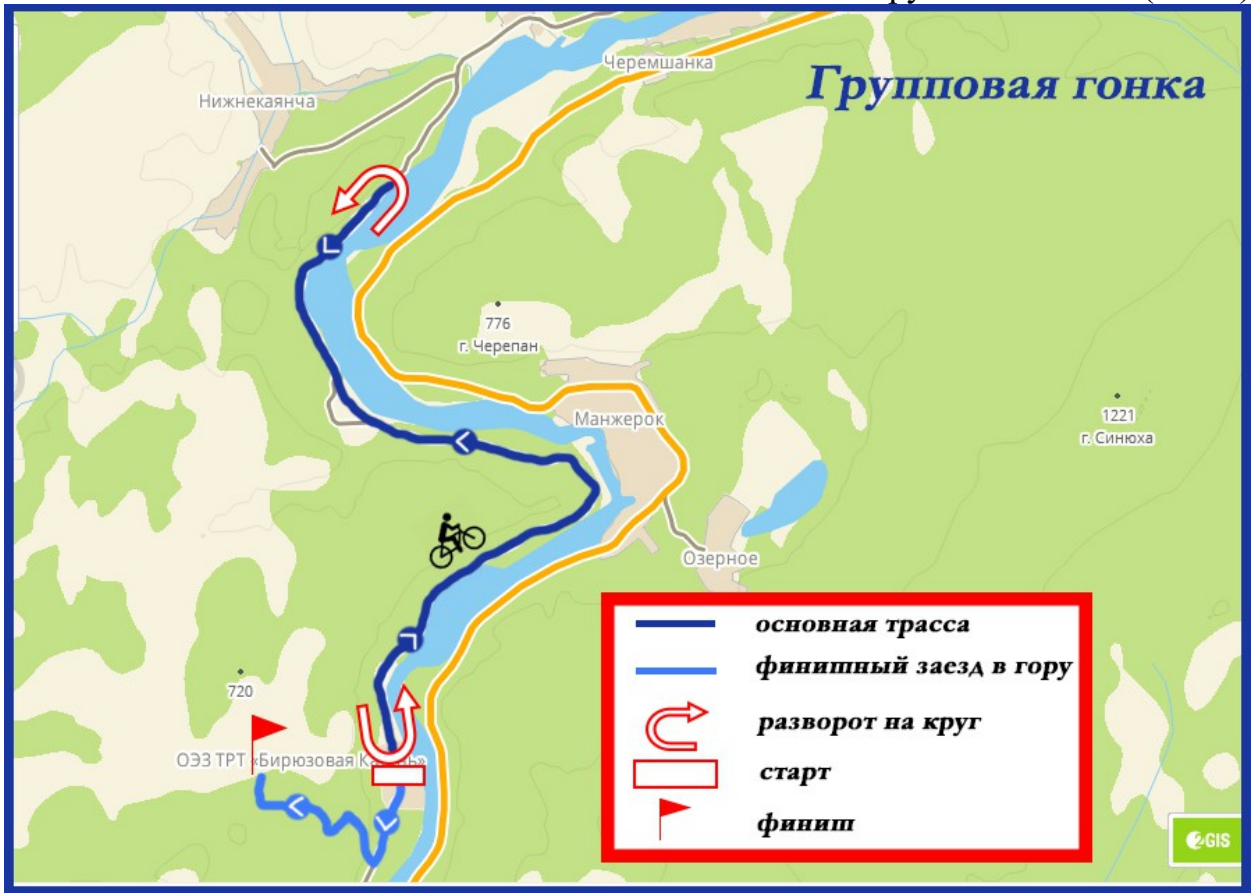 Групповая гонка
Черемшанка
Нижнекаянча
776
г. Черепан
Манжерок
1221
г. Синюха
Озерное
720
ОЭЗ ТРТ «Бирюзовая
основная трасса
финишный заезд в гору
разворот на круг
старт
финиш
2GIS